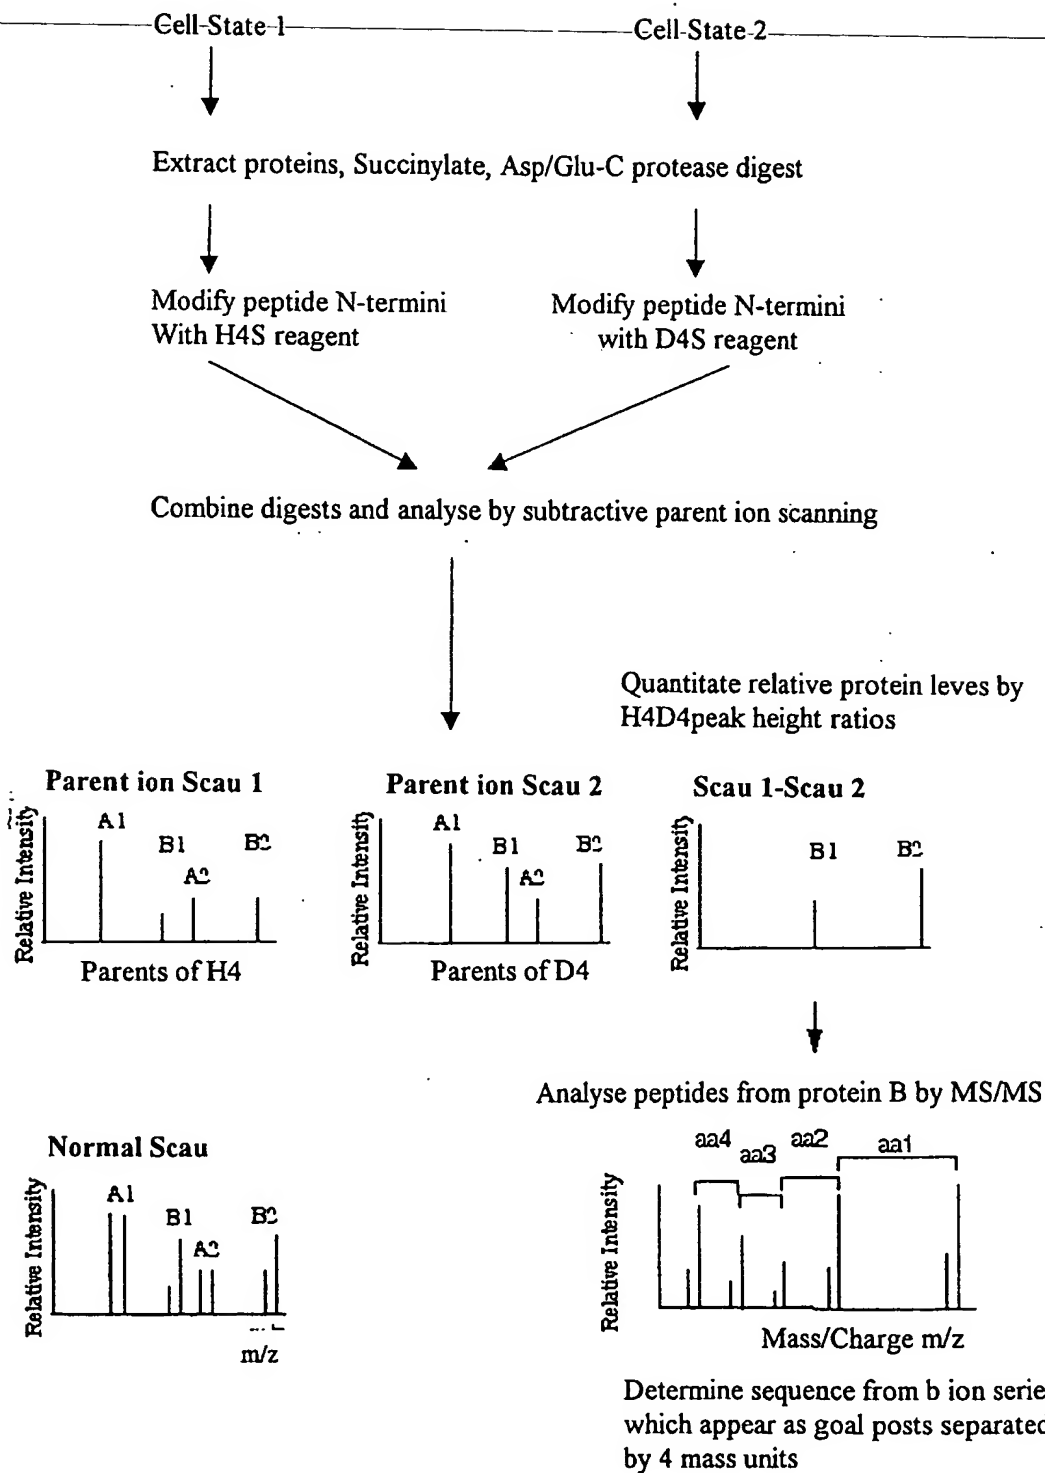 Cell-State-1
Cell-State-2
Extract proteins, Succinylate, Asp/Glu-C protease digest
Modify peptide N-termini
With H4S reagent
Modify peptide N-termini
with D4S reagent
Combine digests and analyse by subtractive parent ion scanning
Quantitate relative protein leves by
H4D4peak height ratios
Parent ion Scau 1
Relative Intensity
A1
B1
A2
B2
Parents of H4
Parent ion Scau 2
Relative Intensity
A1
B1
A2
B2
Parents of D4
Scau 1-Scau 2
Relative Intensity
B1
B2
Analyse peptides from protein B by MS/MS
Normal Scau
Relative Intensity
A1
B1
A2
B2
m/z
aa4
aa3
aa2
aa1
Relative Intensity
Mass/Charge m/z
Determine sequence from b ion serie
which appear as goal posts separated
by 4 mass units